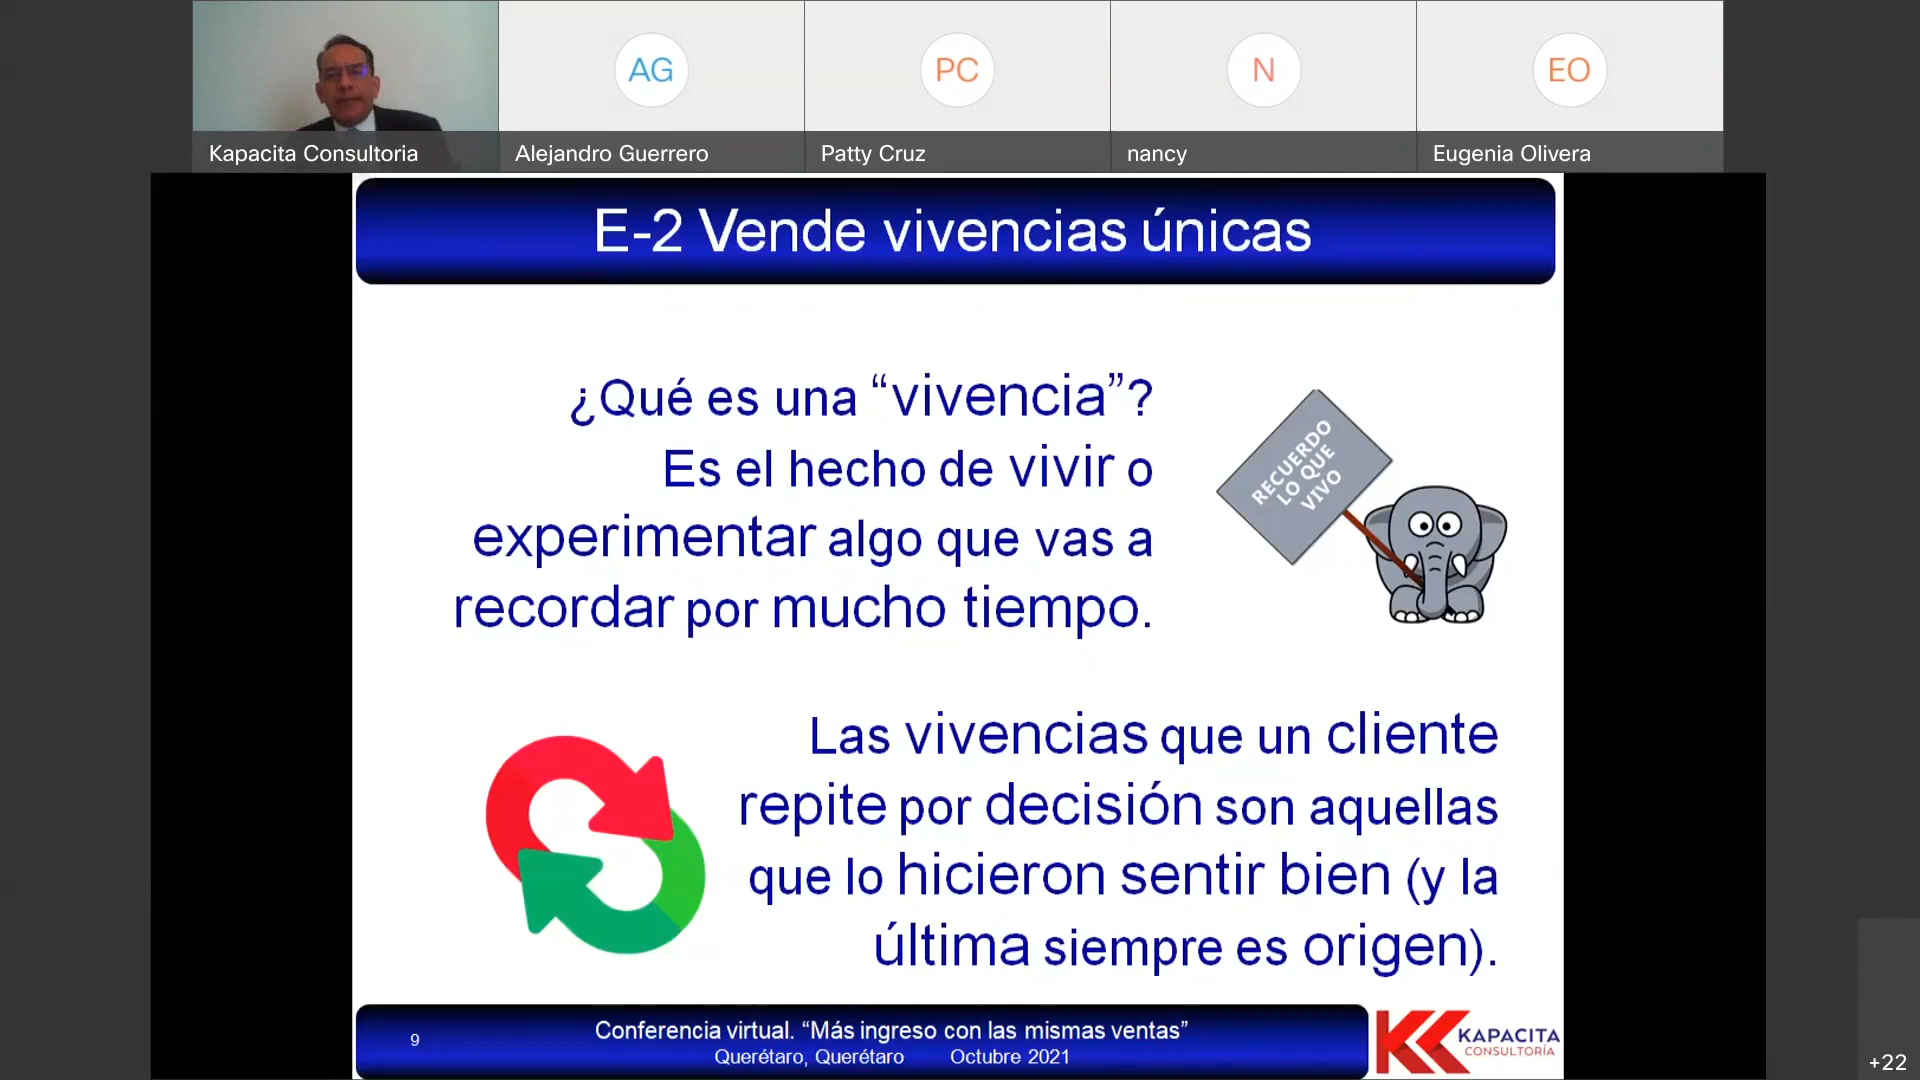 AG
PC
N
EO
Kapacita Consultoria
Alejandro Guerrero
Patty Cruz
nancy
Eugenia Olivera
E-2 Vende vivencias únicas
¿Qué es una “vivencia”?
Es el hecho de vivir o
experimentar algo que vas a
recordar por mucho tiempo.
RECUERDO
LO QUE
VIVO
Las vivencias que un cliente
repite por decisión son aquellas
que lo hicieron sentir bien (y la
última siempre es origen).
9
Conferencia virtual. “Más ingreso con las mismas ventas”
Querétaro, Querétaro Octubre 2021
KAPACITA
CONSULTORÍA
+22